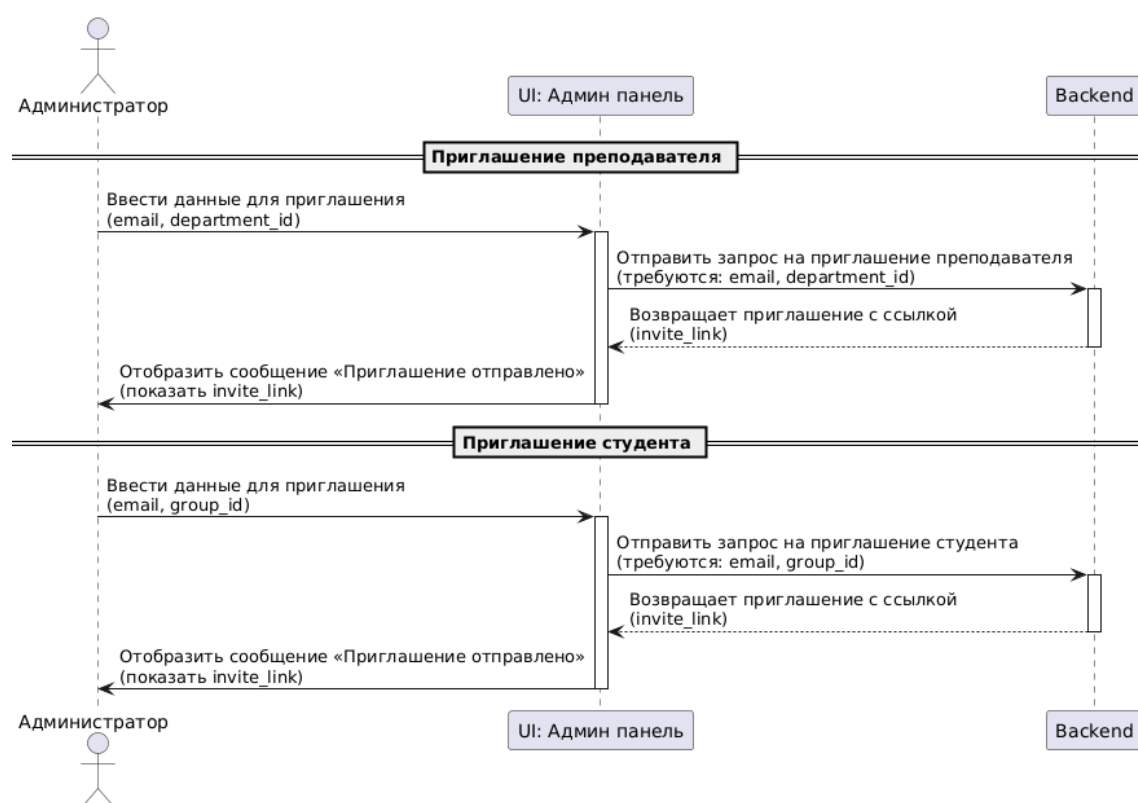 Администратор
UI: Админ панель
Backend
Приглашение преподавателя
Ввести данные для приглашения
(email, department_id)
Отправить запрос на приглашение преподавателя
(требуются: email, department_id)
Возвращает приглашение с ссылкой
(invite_link)
Отобразить сообщение «Приглашение отправлено»
(показать invite_link)
Приглашение студента
Ввести данные для приглашения
(email, group_id)
Отправить запрос на приглашение студента
(требуются: email, group_id)
Возвращает приглашение с ссылкой
(invite_link)
Отобразить сообщение «Приглашение отправлено»
(показать invite_link)
Администратор
UI: Админ панель
Backend